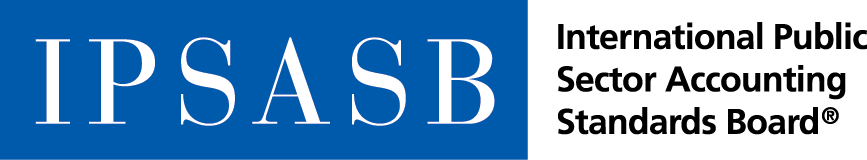 IPSASB
International Public
Sector Accounting
Standards Board®